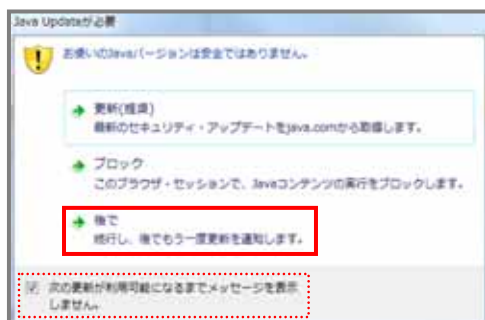 Java Updateが必要
お使いのJavaバージョンは安全ではありません。
更新(推奨)
最新のセキュリティ・アップデートをjava.comから取得します。
ブロック
このブラウザ・セッションで、Javaコンテンツの実行をブロックします。
後で
続行し、後でもう一度更新を通知します。
次の更新が利用可能になるまでメッセージを表示
しません。